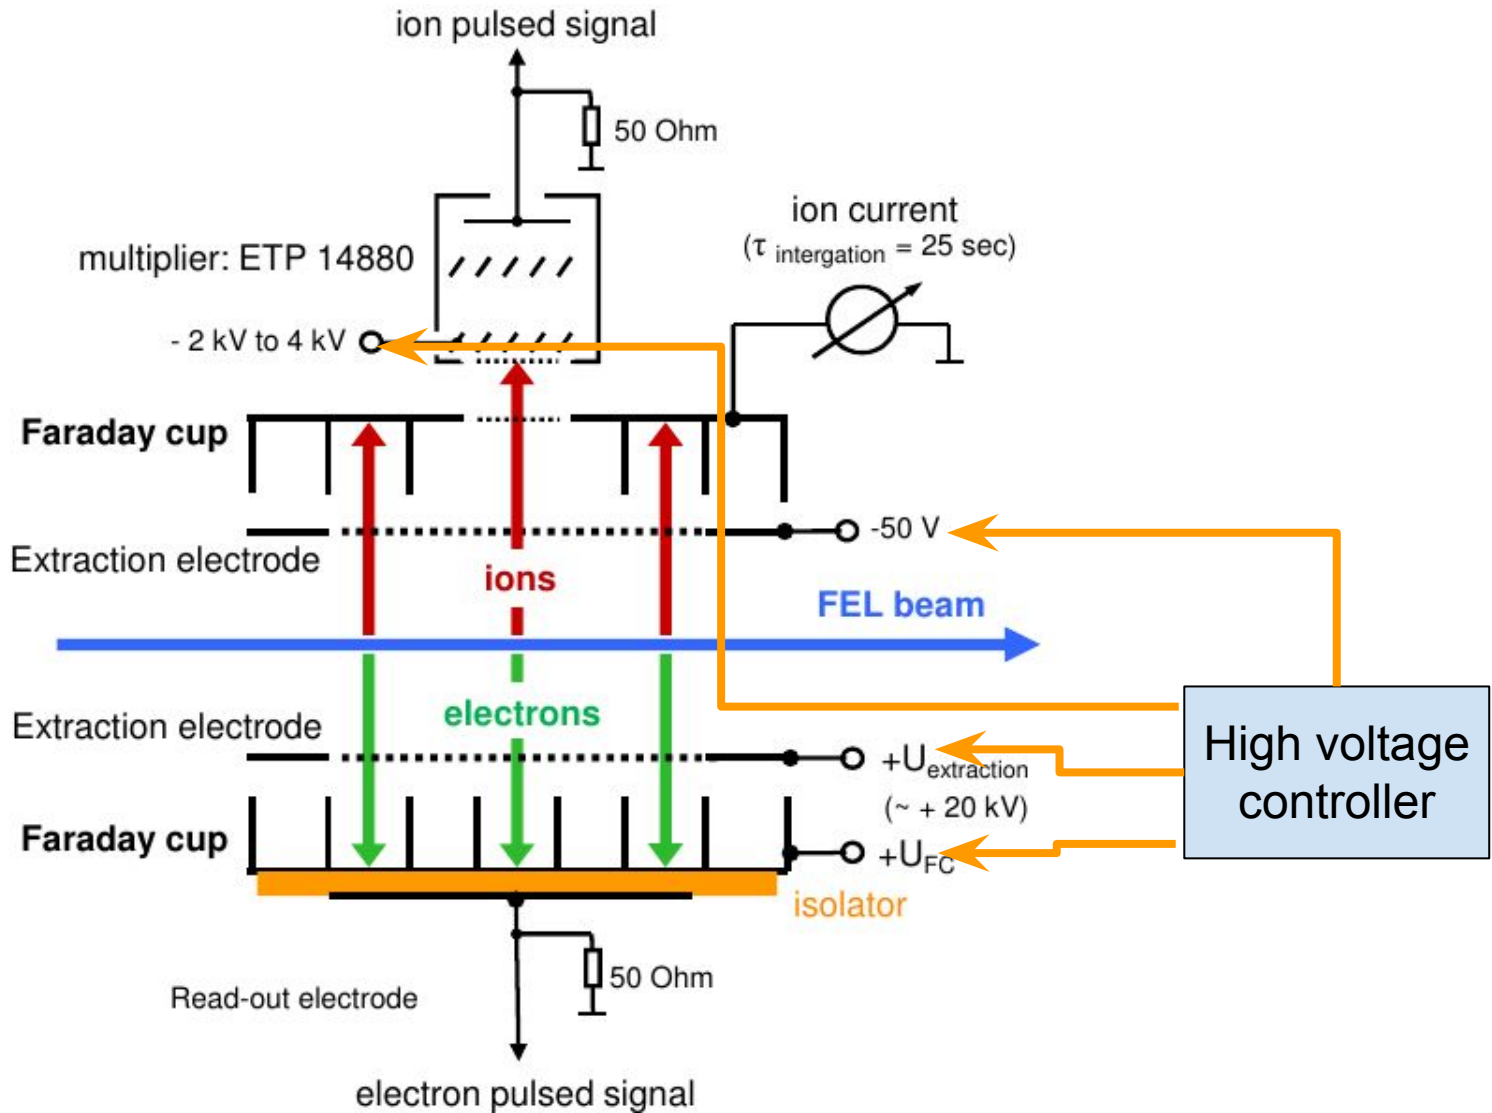 ion pulsed signal
50 Ohm
ion current
(τ intergation = 25 sec)
multiplier: ETP 14880
- 2 kV to 4 kV
Faraday cup
-50 V
Extraction electrode
ions
FEL beam
electrons
Extraction electrode
+Uextraction
(~ + 20 kV)
High voltage
controller
Faraday cup
+UFC
isolator
50 Ohm
Read-out electrode
electron pulsed signal